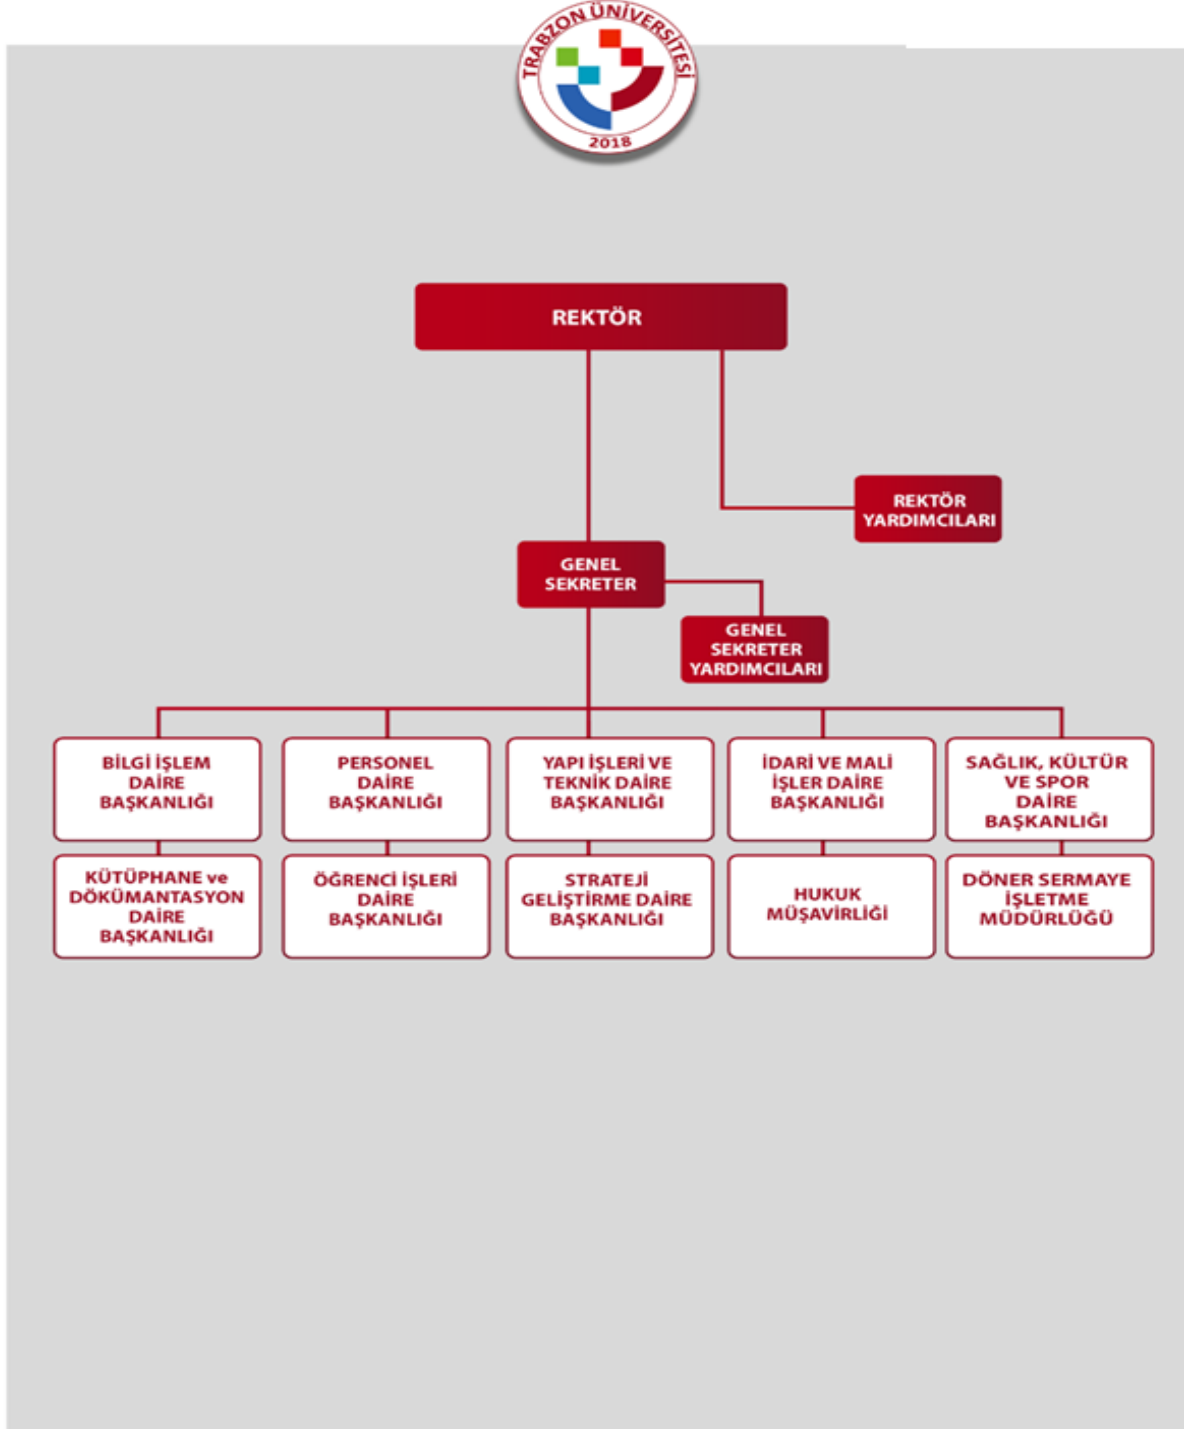 TRABZON ÜNİVERSİTESİ
2018
REKTÖR
REKTÖR
YARDIMCILARI
GENEL
SEKRETER
GENEL
SEKRETER
YARDIMCILARI
BİLGİ İŞLEM
DAİRE
BAŞKANLIĞI
PERSONEL
DAİRE
BAŞKANLIĞI
YAPI İŞLERİ VE
TEKNİK DAİRE
BAŞKANLIĞI
İDARİ VE MALİ
İŞLER DAİRE
BAŞKANLIĞI
SAĞLIK, KÜLTÜR
VE SPOR
DAİRE
BAŞKANLIĞI
KÜTÜPHANE ve
DÖKÜMANTASYON
DAİRE
BAŞKANLIĞI
ÖĞRENCİ İŞLERİ
DAİRE
BAŞKANLIĞI
STRATEJİ
GELİŞTİRME DAİRE
BAŞKANLIĞI
HUKUK
MÜŞAVİRLİĞİ
DÖNER SERMAYE
İŞLETME
MÜDÜRLÜĞÜ